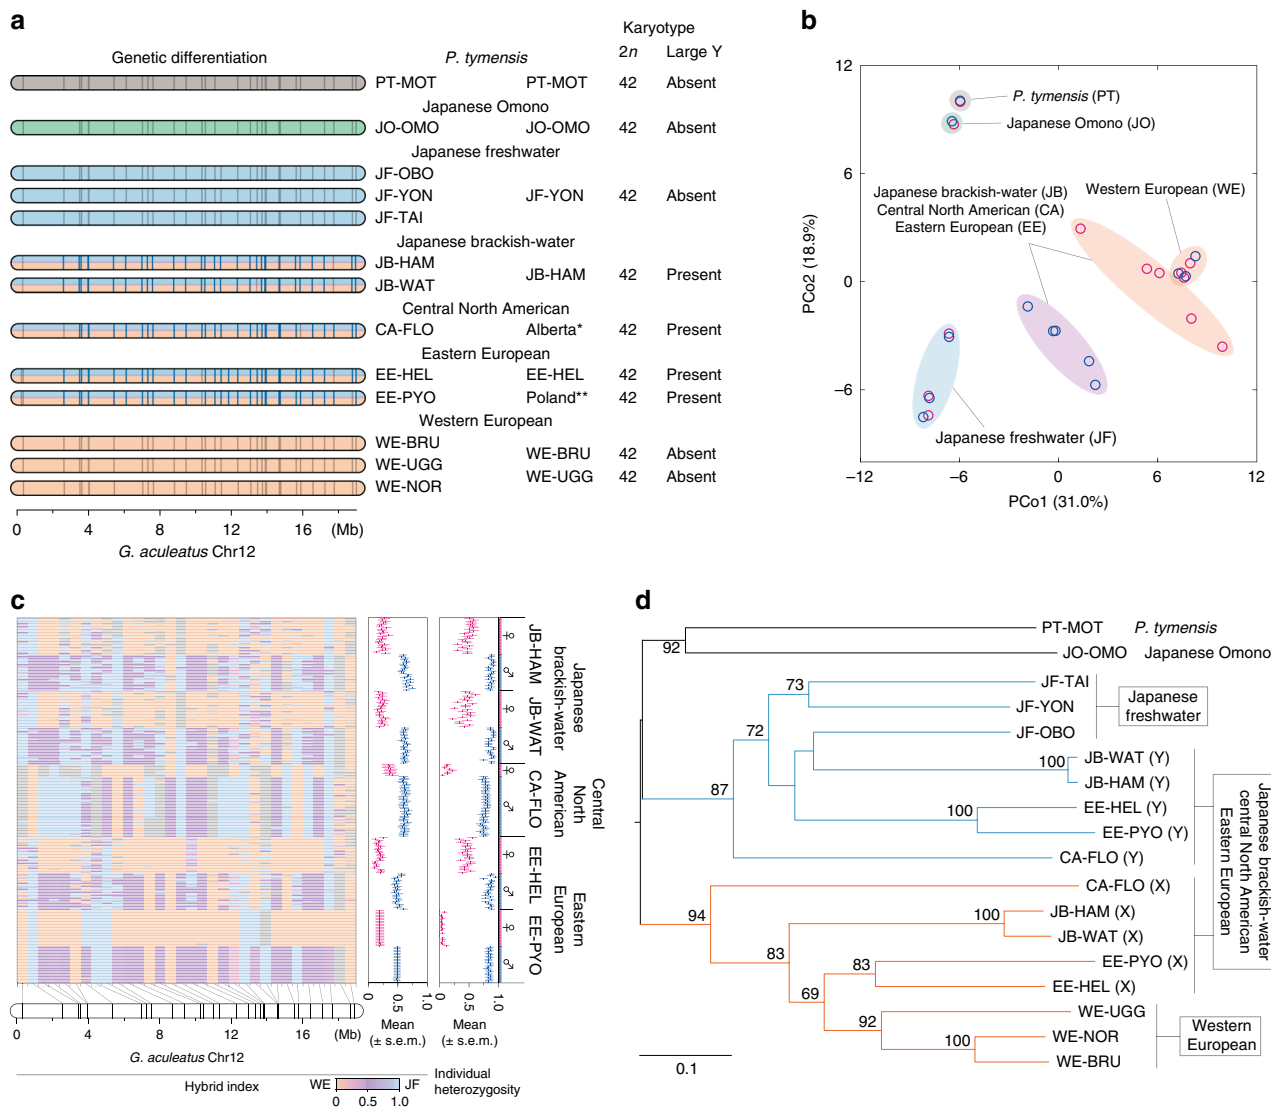 a
Karyotype
Genetic differentiation P. tymensis 2n Large Y
PT-MOT PT-MOT 42 Absent
Japanese Omono
JO-OMO JO-OMO 42 Absent
Japanese freshwater
JF-OBO
JF-YON JF-YON 42 Absent
JF-TAI
Japanese brackish-water
JB-HAM
JB-HAM 42 Present
JB-WAT
Central North American
CA-FLO Alberta* 42 Present
Eastern European
EE-HEL EE-HEL 42 Present
EE-PYO Poland** 42 Present
Western European
WE-BRU
WE-BRU 42 Absent
WE-UGG
WE-UGG 42 Absent
WE-NOR
0 4 8 12 16 (Mb)
G. aculeatus Chr12
b
12
6
0
−6
PCo2 (18.9%)
P. tymensis (PT)
Japanese Omono (JO)
Japanese brackish-water (JB)
Central North American (CA)
Eastern European (EE)
Western European (WE)
Japanese freshwater (JF)
−12 −6 0 6 12
PCo1 (31.0%)
c
♀
JB-HAM
♂
Japanese
brackish-water
♀
JB-WAT
♂
♀
CA-FLO
♂
Central
North
American
♀
EE-HEL
♂
Eastern
European
♀
EE-PYO
♂
0 0.5 1.0
Mean
(± s.e.m.)
0 0.5 1.0
Mean
(± s.e.m.)
0 4 8 12 16 (Mb)
G. aculeatus Chr12
Hybrid index
WE JF
0 0.5 1.0
Individual
heterozygosity
d
92
PT-MOT P. tymensis
JO-OMO Japanese Omono
73
JF-TAI
JF-YON
Japanese
freshwater
72
JF-OBO
100
JB-WAT (Y)
JB-HAM (Y)
87
100
EE-HEL (Y)
EE-PYO (Y)
CA-FLO (Y)
Japanese brackish-water
central North American
Eastern European
94
CA-FLO (X)
100
JB-HAM (X)
JB-WAT (X)
83
83
EE-PYO (X)
EE-HEL (X)
69
92
WE-UGG
100
WE-NOR
WE-BRU
Western
European
0.1